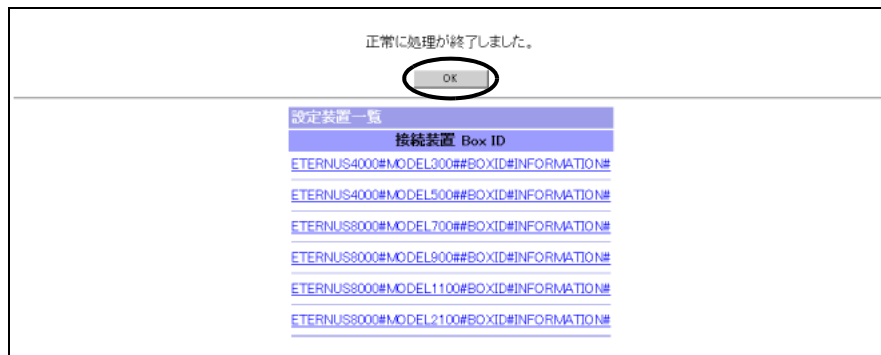 正常に処理が終了しました。
OK
設定装置一覧
接続装置 Box ID
ETERNUS4000#MODEL300##BOXID#INFORMATION#
ETERNUS4000#MODEL500##BOXID#INFORMATION#
ETERNUS8000#MODEL700##BOXID#INFORMATION#
ETERNUS8000#MODEL900##BOXID#INFORMATION#
ETERNUS8000#MODEL1100#BOXID#INFORMATION#
ETERNUS8000#MODEL2100#BOXID#INFORMATION#